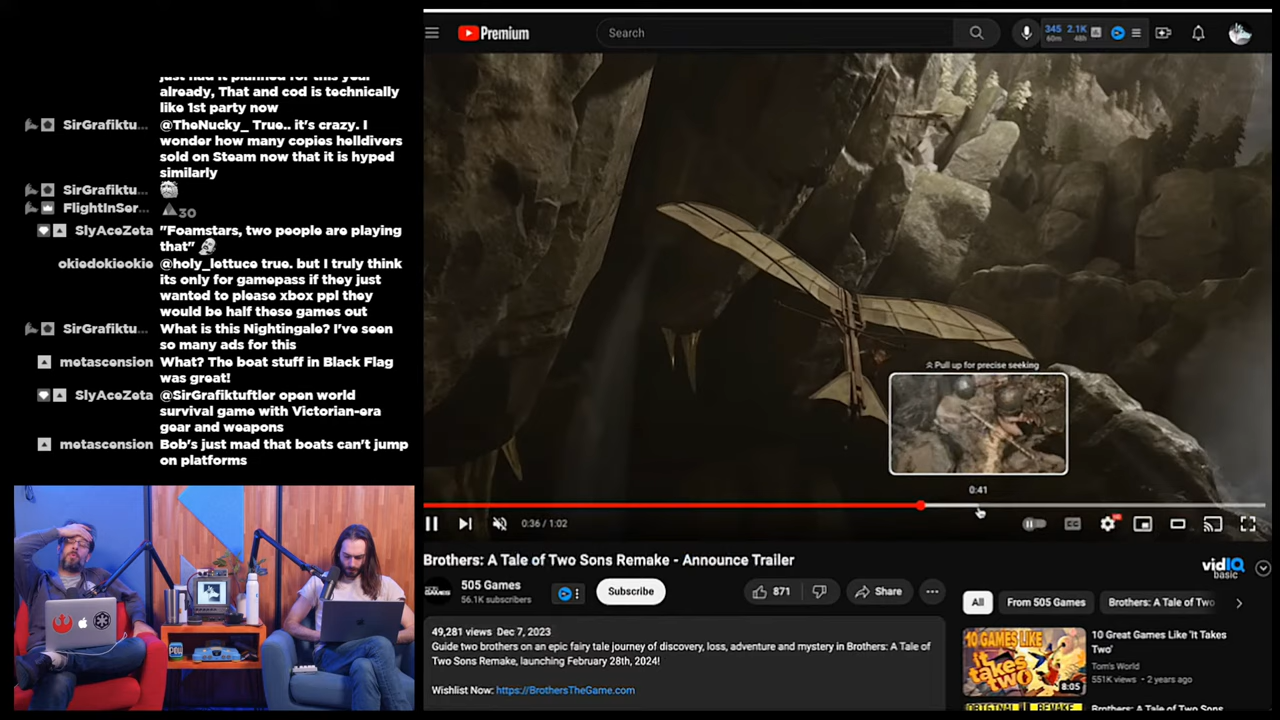 just had it planned for this year
already, That and cod is technically
like 1st party now
SirGrafiktu... @TheNucky_ True.. it's crazy. I
wonder how many copies helldivers
sold on Steam now that it is hyped
similarly
SirGrafiktu...
FlightInSer... 30
SlyAceZeta "Foamstars, two people are playing
that"
okiedokieokie @holy_lettuce true. but I truly think
its only for gamepass if they just
wanted to please xbox ppl they
would be half these games out
SirGrafiktu... What is this Nightingale? I've seen
so many ads for this
metascension What? The boat stuff in Black Flag
was great!
SlyAceZeta @SirGrafiktuftler open world
survival game with Victorian-era
gear and weapons
metascension Bob's just mad that boats can't jump
on platforms
Premium
Search
345 2.1K
60m 48h
Pull up for precise seeking
0:41
0:36 / 1:02
CC
Brothers: A Tale of Two Sons Remake - Announce Trailer
505 Games
56.1K subscribers
Subscribe
871
Share
49,281 views Dec 7, 2023
Guide two brothers on an epic fairy tale journey of discovery, loss, adventure and mystery in Brothers: A Tale of
Two Sons Remake, launching February 28th, 2024!
Wishlist Now: https://BrothersTheGame.com
vidIQ
basic
All
From 505 Games
Brothers: A Tale of Two
10 GAMES LIKE
it takes two
8:05
10 Great Games Like 'It Takes
Two'
Tom's World
551K views • 2 years ago
ORIGINAL REMAKE
Brothers: A Tale of Two Sons